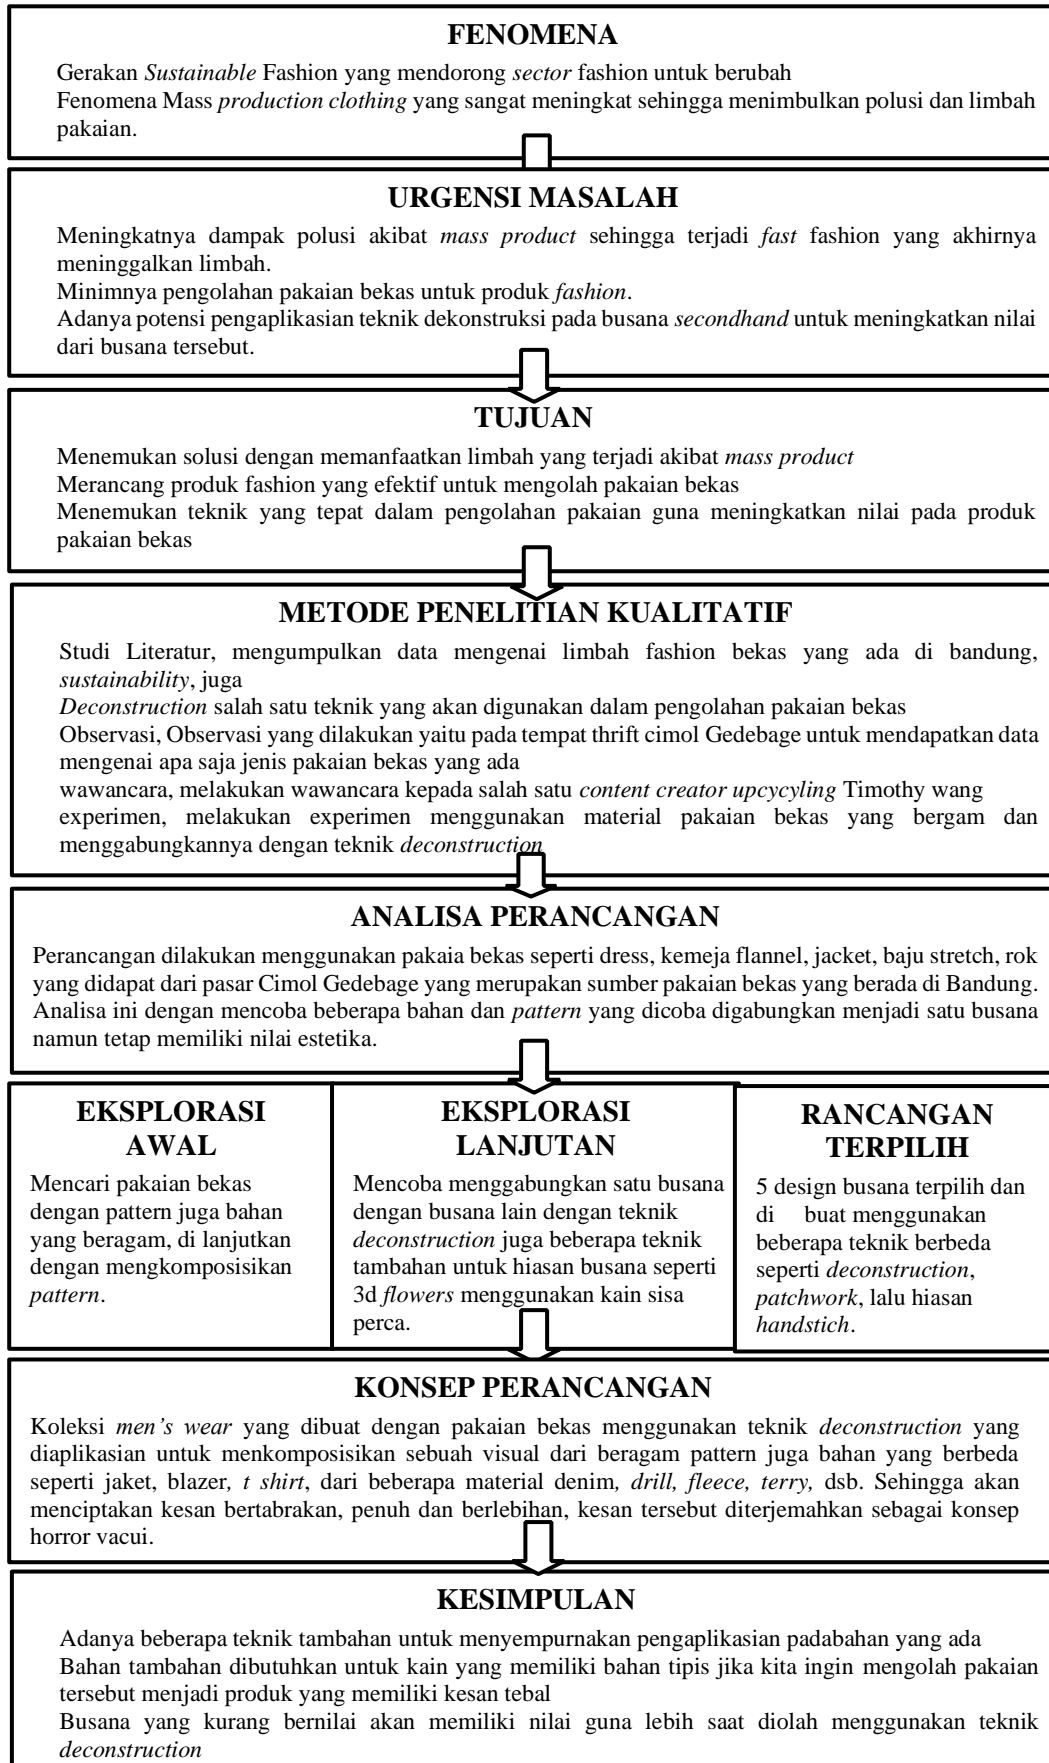 FENOMENA
Gerakan Sustainable Fashion yang mendorong sector fashion untuk berubah
Fenomena Mass production clothing yang sangat meningkat sehingga menimbulkan polusi dan limbah
pakaian.
URGENSI MASALAH
Meningkatnya dampak polusi akibat mass product sehingga terjadi fast fashion yang akhirnya
meninggalkan limbah.
Minimnya pengolahan pakaian bekas untuk produk fashion.
Adanya potensi pengaplikasian teknik dekonstruksi pada busana secondhand untuk meningkatkan nilai
dari busana tersebut.
TUJUAN
Menemukan solusi dengan memanfaatkan limbah yang terjadi akibat mass product
Merancang produk fashion yang efektif untuk mengolah pakaian bekas
Menemukan teknik yang tepat dalam pengolahan pakaian guna meningkatkan nilai pada produk
pakaian bekas
METODE PENELITIAN KUALITATIF
Studi Literatur, mengumpulkan data mengenai limbah fashion bekas yang ada di bandung,
sustainability, juga
Deconstruction salah satu teknik yang akan digunakan dalam pengolahan pakaian bekas
Observasi, Observasi yang dilakukan yaitu pada tempat thrift cimol Gedebage untuk mendapatkan data
mengenai apa saja jenis pakaian bekas yang ada
wawancara, melakukan wawancara kepada salah satu content creator upcycyling Timothy wang
experimen, melakukan experimen menggunakan material pakaian bekas yang bergam dan
menggabungkannya dengan teknik deconstruction
ANALISA PERANCANGAN
Perancangan dilakukan menggunakan pakaia bekas seperti dress, kemeja flannel, jacket, baju stretch, rok
yang didapat dari pasar Cimol Gedebage yang merupakan sumber pakaian bekas yang berada di Bandung.
Analisa ini dengan mencoba beberapa bahan dan pattern yang dicoba digabungkan menjadi satu busana
namun tetap memiliki nilai estetika.
EKSPLORASI
AWAL
Mencari pakaian bekas
dengan pattern juga bahan
yang beragam, di lanjutkan
dengan mengkomposisikan
pattern.
EKSPLORASI
LANJUTAN
Mencoba menggabungkan satu busana
dengan busana lain dengan teknik
deconstruction juga beberapa teknik
tambahan untuk hiasan busana seperti
3d flowers menggunakan kain sisa
perca.
RANCANGAN
TERPILIH
5 design busana terpilih dan
di buat menggunakan
beberapa teknik berbeda
seperti deconstruction,
patchwork, lalu hiasan
handstich.
KONSEP PERANCANGAN
Koleksi men’s wear yang dibuat dengan pakaian bekas menggunakan teknik deconstruction yang
diaplikasian untuk menkomposisikan sebuah visual dari beragam pattern juga bahan yang berbeda
seperti jaket, blazer, t shirt, dari beberapa material denim, drill, fleece, terry, dsb. Sehingga akan
menciptakan kesan bertabrakan, penuh dan berlebihan, kesan tersebut diterjemahkan sebagai konsep
horror vacui.
KESIMPULAN
Adanya beberapa teknik tambahan untuk menyempurnakan pengaplikasian padabahan yang ada
Bahan tambahan dibutuhkan untuk kain yang memiliki bahan tipis jika kita ingin mengolah pakaian
tersebut menjadi produk yang memiliki kesan tebal
Busana yang kurang bernilai akan memiliki nilai guna lebih saat diolah menggunakan teknik
deconstruction